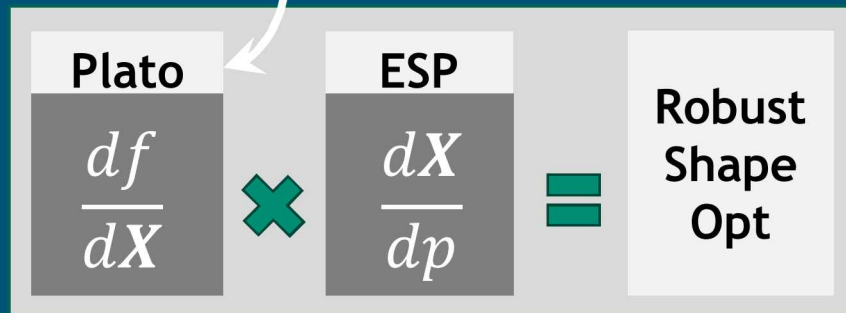 Plato
df
dX
ESP
dX
dp
Robust
Shape
Opt